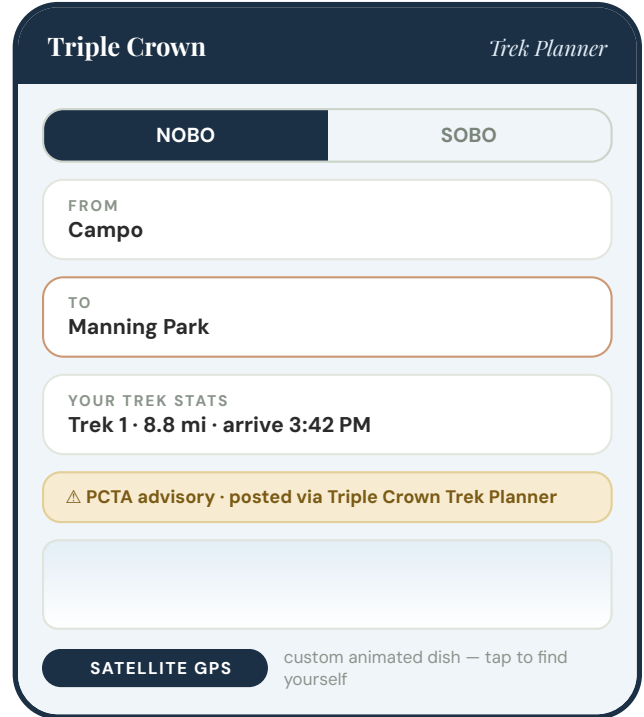 Triple Crown
Trek Planner
NOBO
SOBO
FROM
Campo
TO
Manning Park
YOUR TREK STATS
Trek 1 · 8.8 mi · arrive 3:42 PM
⚠ PCTA advisory · posted via Triple Crown Trek Planner
SATELLITE GPS
custom animated dish — tap to find
yourself